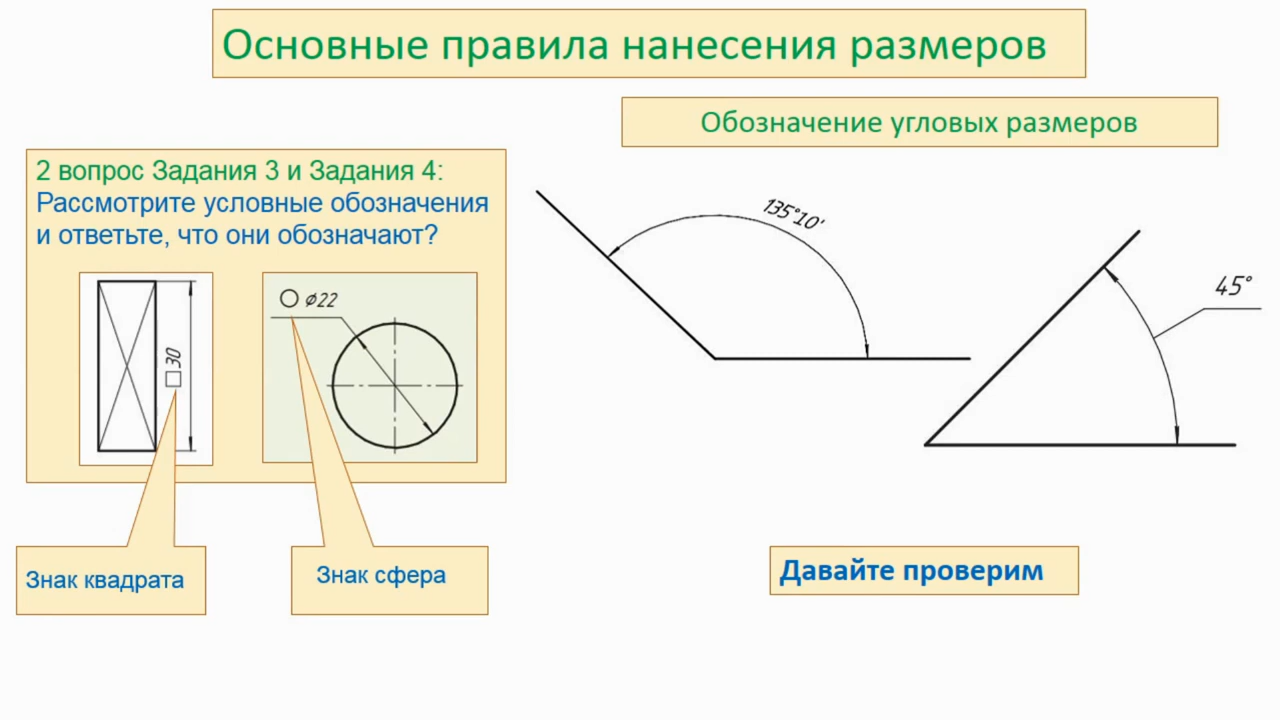 Основные правила нанесения размеров
Обозначение угловых размеров
2 вопрос Задания 3 и Задания 4:
Рассмотрите условные обозначения
и ответьте, что они обозначают?
□30
○ ⌀22
Знак квадрата
Знак сфера
135°10'
45°
Давайте проверим